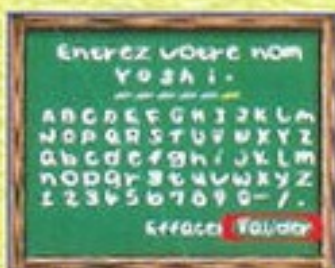 Entrez votre nom
Yoshi.
ABCDEFGHIJKLM
NOPQRSTUVWXYZ
abcdefghijklm
nopqrstuvwxyz
1234567890-/.
Effacer Valider